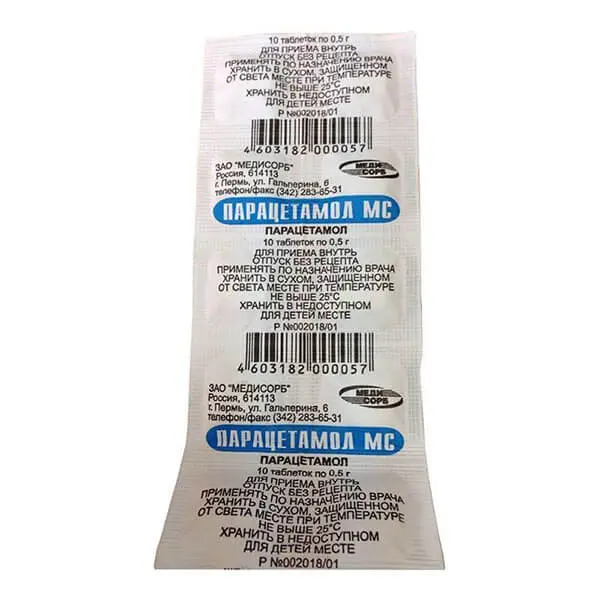 10 таблеток по 0,5 г
ДЛЯ ПРИЕМА ВНУТРЬ
ОТПУСК БЕЗ РЕЦЕПТА
ПРИМЕНЯТЬ ПО НАЗНАЧЕНИЮ ВРАЧА
ХРАНИТЬ В СУХОМ, ЗАЩИЩЕННОМ
ОТ СВЕТА МЕСТЕ ПРИ ТЕМПЕРАТУРЕ
НЕ ВЫШЕ 25°С
ХРАНИТЬ В НЕДОСТУПНОМ
ДЛЯ ДЕТЕЙ МЕСТЕ
Р №002018/01
4 603182 000057
ЗАО "МЕДИСОРБ"
Россия, 614113
г. Пермь, ул. Гальперина, 6
телефон/факс (342) 283-65-31
МЕДИ
СОРБ
ПАРАЦЕТАМОЛ МС
ПАРАЦЕТАМОЛ
10 таблеток по 0,5 г
ДЛЯ ПРИЕМА ВНУТРЬ
ОТПУСК БЕЗ РЕЦЕПТА
ПРИМЕНЯТЬ ПО НАЗНАЧЕНИЮ ВРАЧА
ХРАНИТЬ В СУХОМ, ЗАЩИЩЕННОМ
ОТ СВЕТА МЕСТЕ ПРИ ТЕМПЕРАТУРЕ
НЕ ВЫШЕ 25°С
ХРАНИТЬ В НЕДОСТУПНОМ
ДЛЯ ДЕТЕЙ МЕСТЕ
Р №002018/01
4 603182 000057
ЗАО "МЕДИСОРБ"
Россия, 614113
г. Пермь, ул. Гальперина, 6
телефон/факс (342) 283-65-31
МЕДИ
СОРБ
ПАРАЦЕТАМОЛ МС
ПАРАЦЕТАМОЛ
10 таблеток по 0,5 г
ДЛЯ ПРИЕМА ВНУТРЬ
ОТПУСК БЕЗ РЕЦЕПТА
ПРИМЕНЯТЬ ПО НАЗНАЧЕНИЮ ВРАЧА
ХРАНИТЬ В СУХОМ, ЗАЩИЩЕННОМ
ОТ СВЕТА МЕСТЕ ПРИ ТЕМПЕРАТУРЕ
НЕ ВЫШЕ 25°С
ХРАНИТЬ В НЕДОСТУПНОМ
ДЛЯ ДЕТЕЙ МЕСТЕ
Р №002018/01